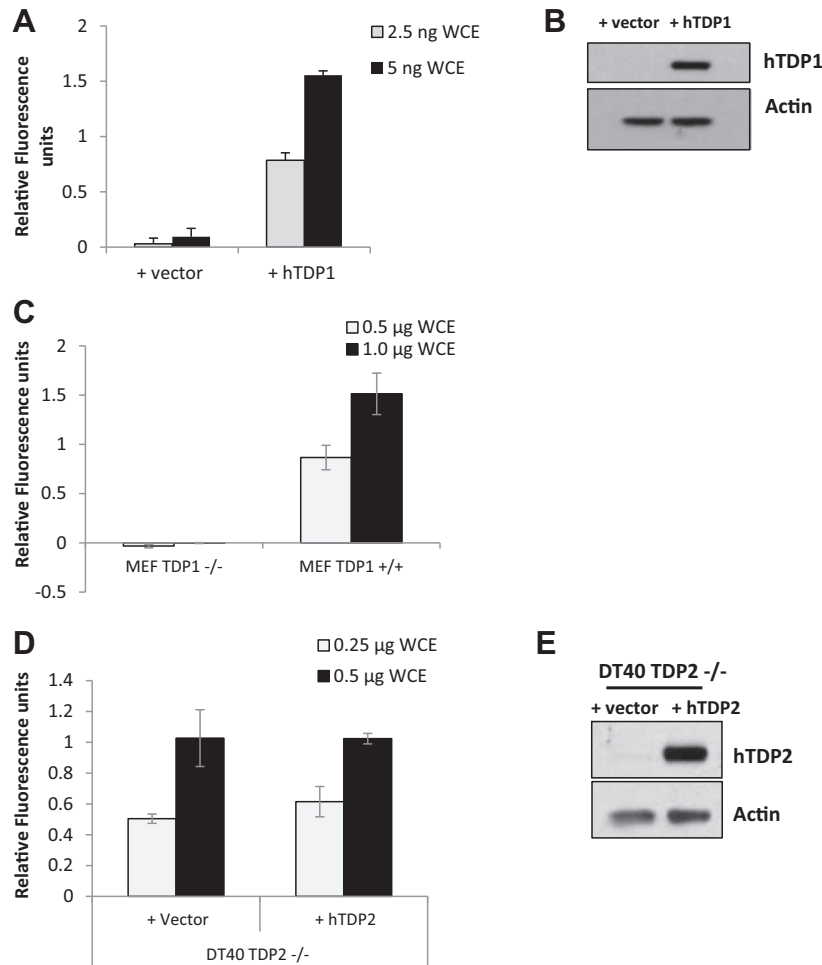 A
Relative Fluorescence
units
2
1.5
1
0.5
0
2.5 ng WCE
5 ng WCE
+ vector
+ hTDP1
B
+ vector + hTDP1
hTDP1
Actin
C
Relative Fluorescence units
2
1.5
1
0.5
0
-0.5
0.5 µg WCE
1.0 µg WCE
MEF TDP1 -/-
MEF TDP1 +/+
D
Relative Fluorescence units
1.4
1.2
1
0.8
0.6
0.4
0.2
0
0.25 µg WCE
0.5 µg WCE
+ Vector
+ hTDP2
DT40 TDP2 -/-
E
DT40 TDP2 -/-
+ vector + hTDP2
hTDP2
Actin